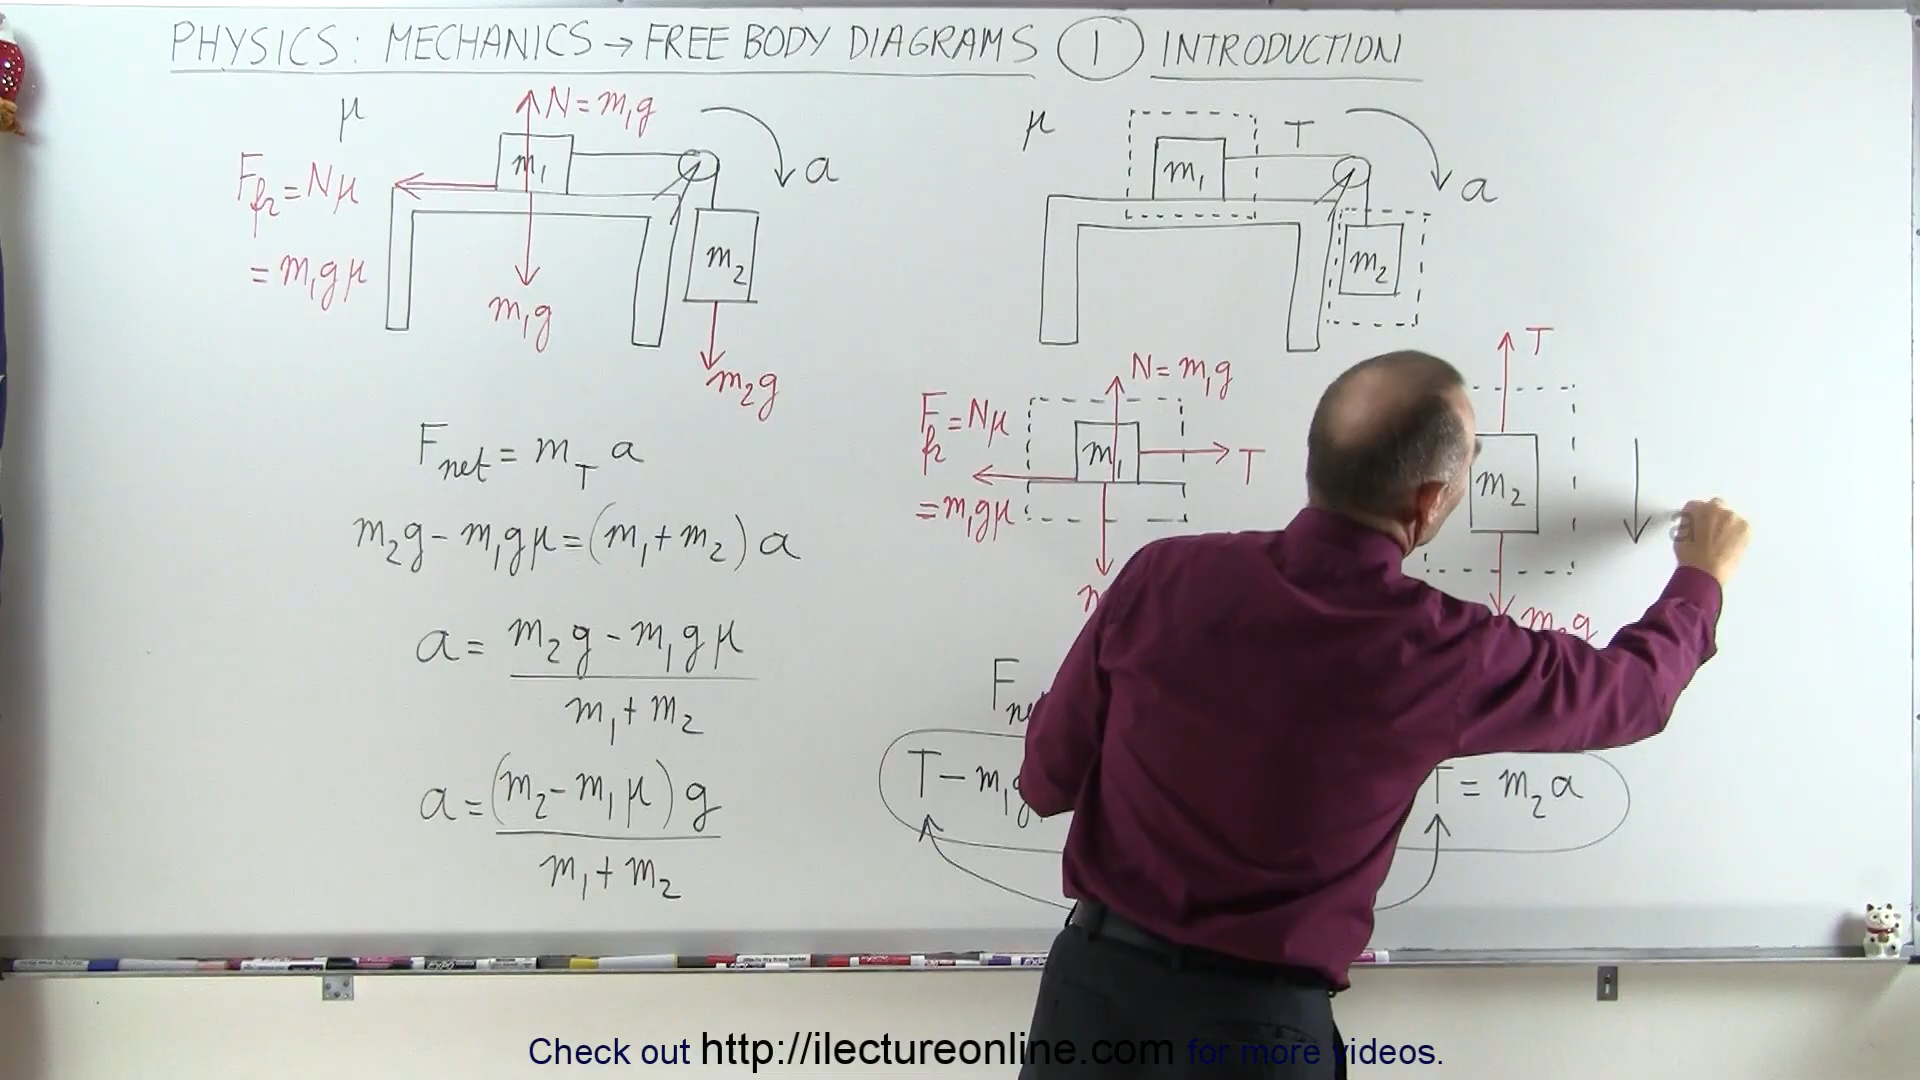 PHYSICS: MECHANICS → FREE BODY DIAGRAMS ① INTRODUCTION
μ
N = m₁g
F_fr = Nμ
= m₁gμ
m₁
a
m₂
m₁g
m₂g
F_net = m_T a
m₂g - m₁gμ = (m₁ + m₂) a
a = m₂g - m₁gμ
m₁ + m₂
a = (m₂ - m₁μ) g
m₁ + m₂
μ
T
m₁
a
m₂
N = m₁g
F_fr = Nμ
m₁
T
= m₁gμ
T
m₂
a
m₂g
T - m₁g
T = m₂a
Check out http://ilectureonline.com for more videos.